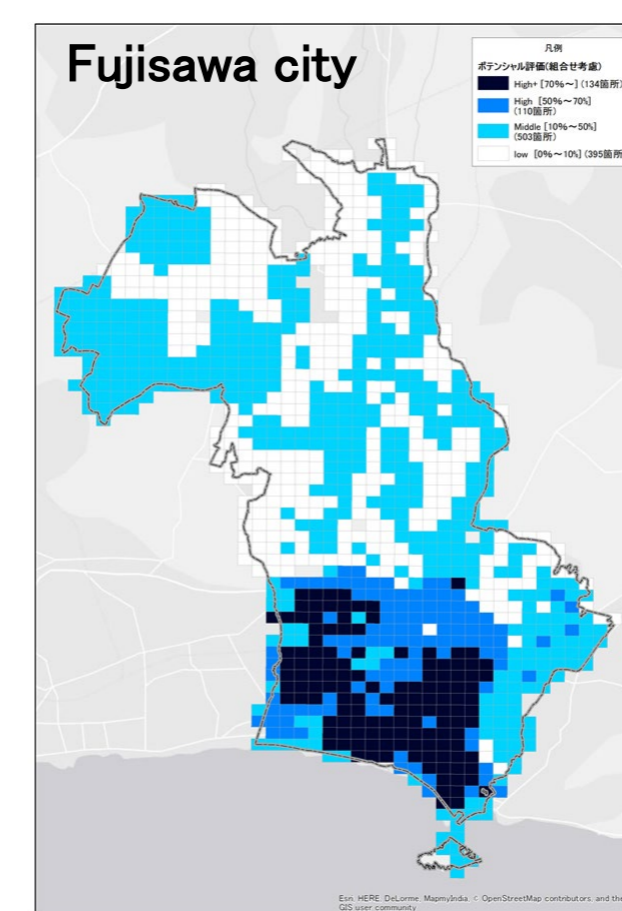 Fujisawa city
凡例
ポテンシャル評価(組合せ考慮)
High+ [70%～] (134箇所)
High [50%～70%]
(110箇所)
Middle [10%～50%]
(503箇所)
low [0%～10%] (395箇所
Esri, HERE, DeLorme, MapmyIndia, © OpenStreetMap contributors, and the
GIS user community